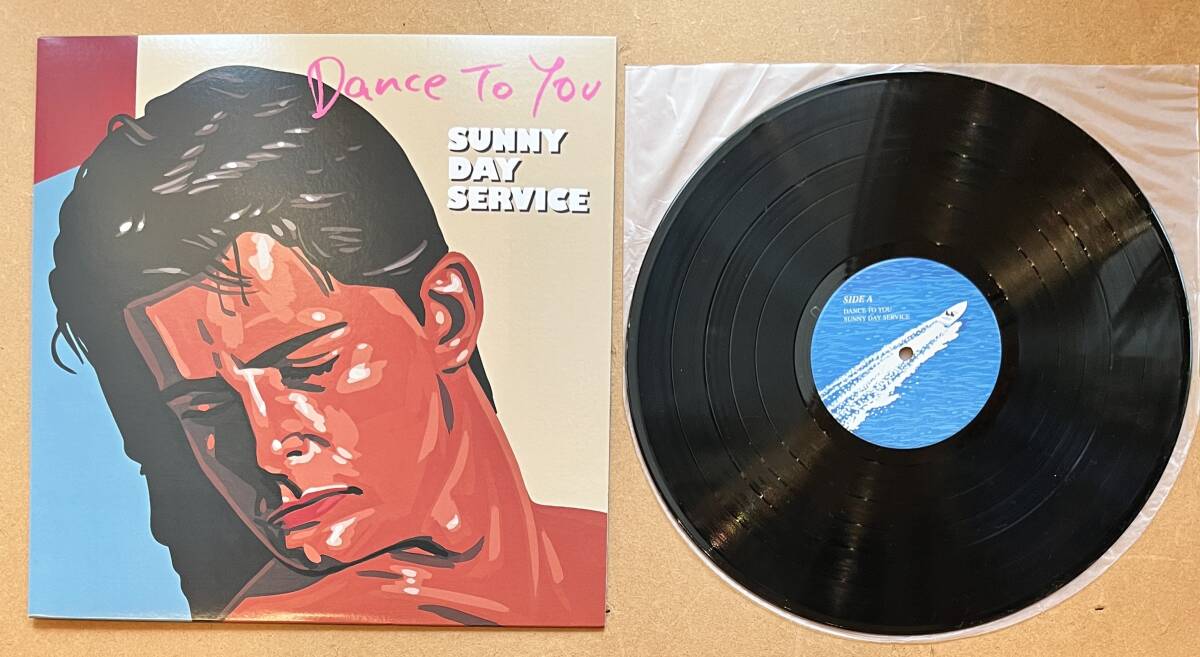 Dance To You
SUNNY
DAY
SERVICE
SIDE A
DANCE TO YOU
SUNNY DAY SERVICE